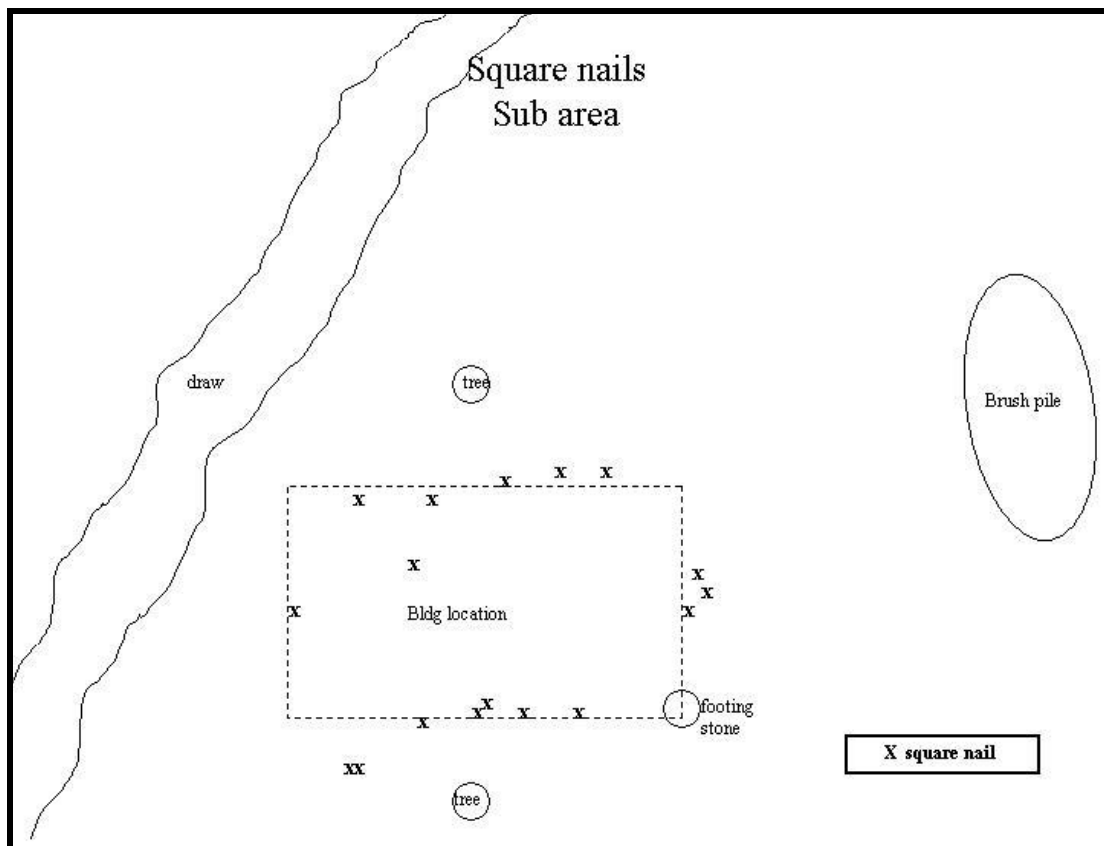 Square nails
Sub area
draw
tree
Brush pile
x x x
x x
x
x
x
Bldg location
x x
x
x x x
x
footing
stone
X square nail
xx
tree